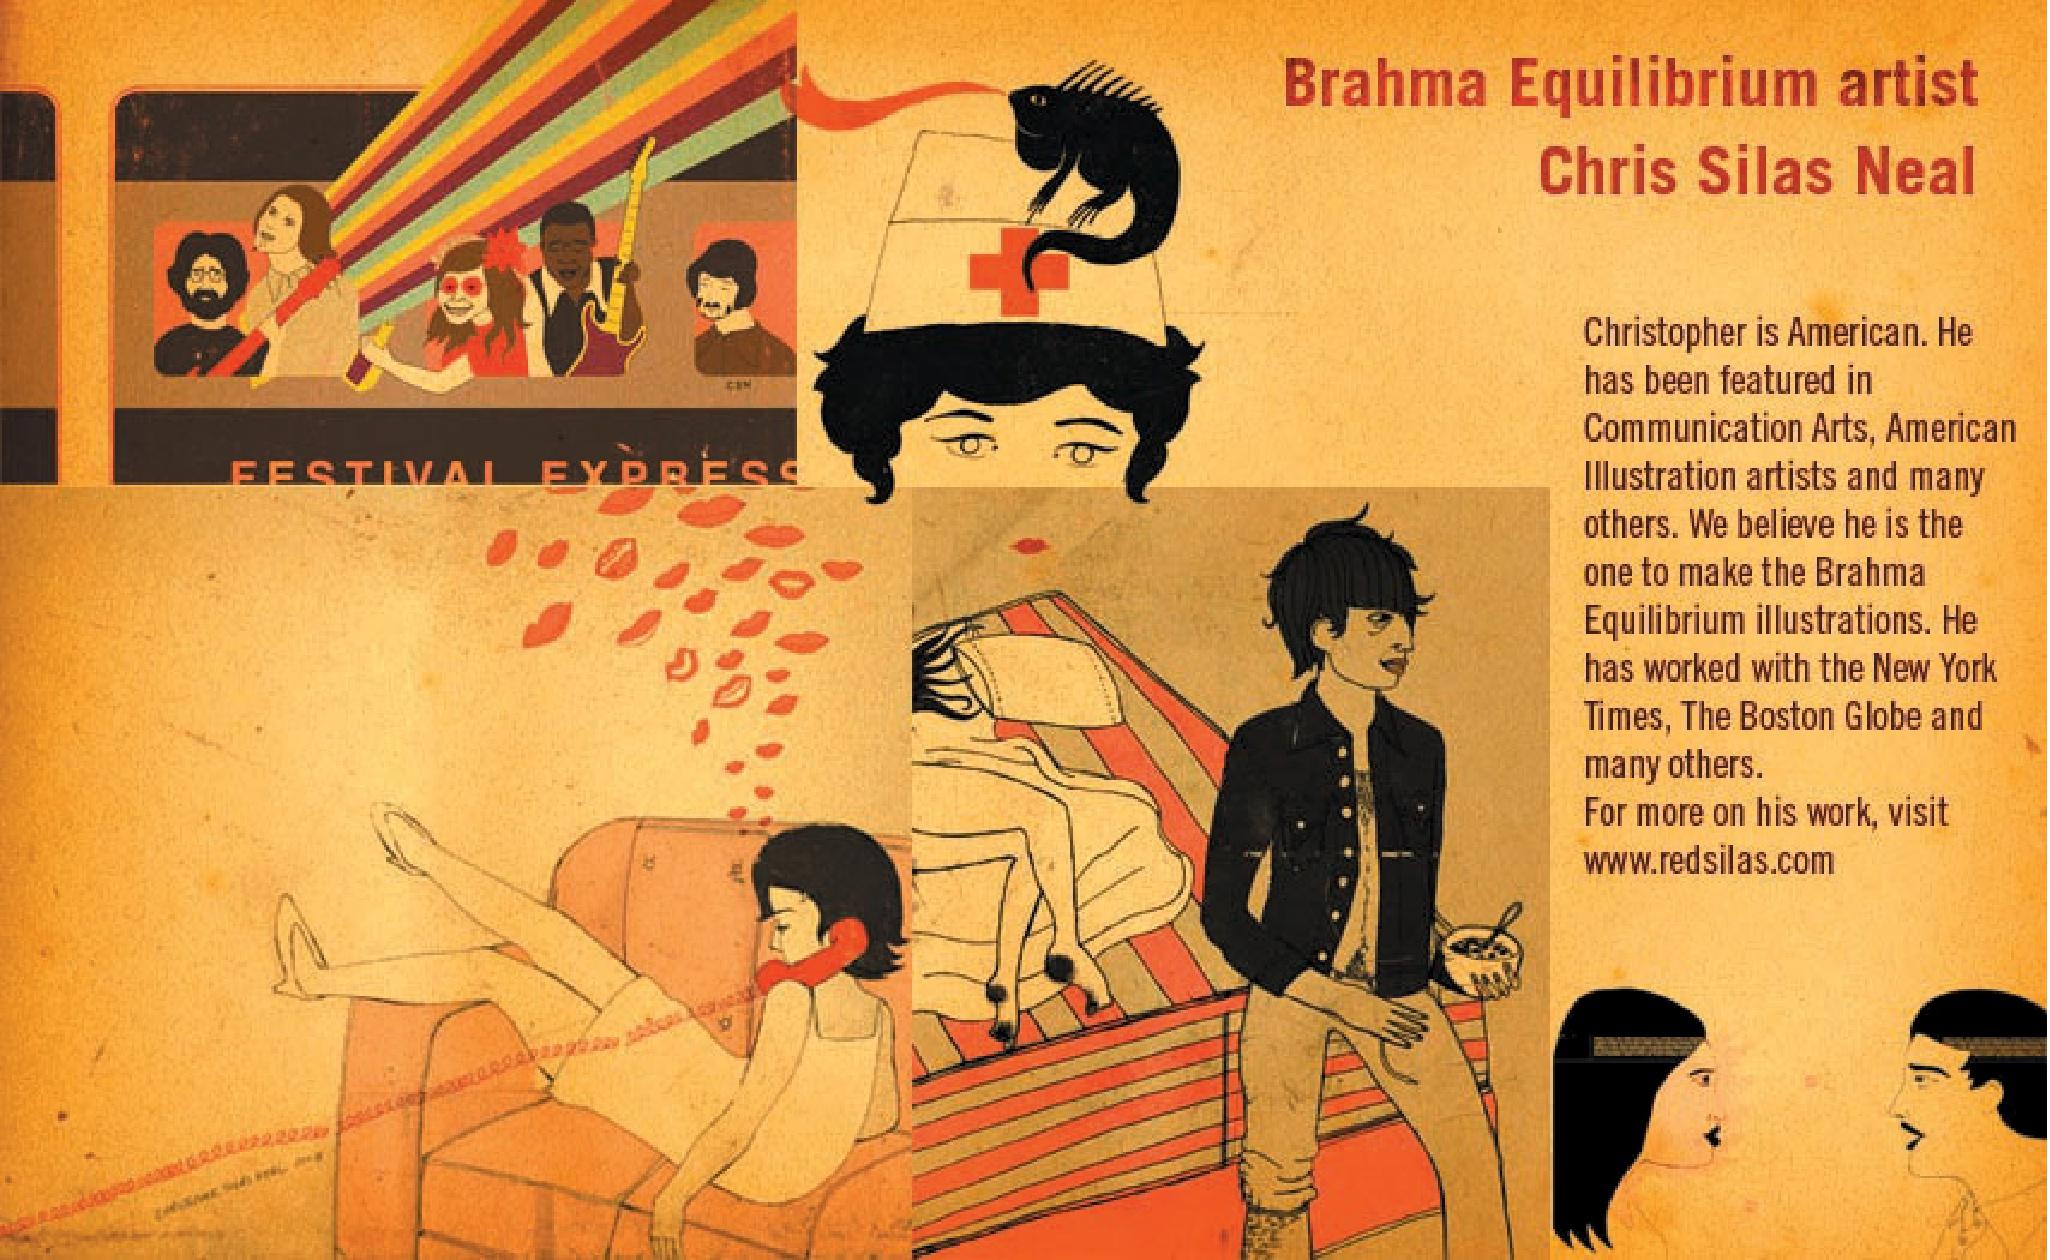 Brahma Equilibrium artist
Chris Silas Neal
FESTIVAL EXPRESS
CSN
Christopher is American. He
has been featured in
Communication Arts, American
Illustration artists and many
others. We believe he is the
one to make the Brahma
Equilibrium illustrations. He
has worked with the New York
Times, The Boston Globe and
many others.
For more on his work, visit
www.redsilas.com